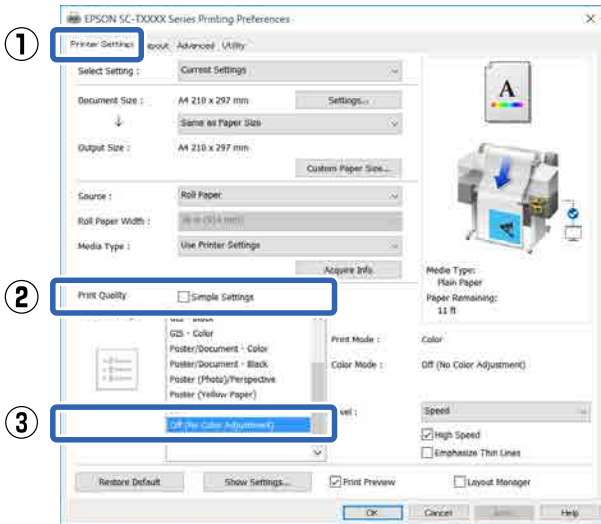 EPSON SC-TXXXX Series Printing Preferences
1
Printer Settings Layout Advanced Utility
Select Setting : Current Settings
Document Size : A4 210 x 297 mm Settings...
Same as Paper Size
Output Size : A4 210 x 297 mm
Custom Paper Size...
A
Source : Roll Paper
Roll Paper Width :
Media Type : Use Printer Settings
Acquire Info
Media Type:
Plain Paper
Paper Remaining:
11 ft
2
Print Quality Simple Settings
GIS - Color
Poster/Document - Color
Poster/Document - Black
Poster (Photo)/Perspective
Poster (Yellow Paper)
Print Mode : Color
Color Mode : Off (No Color Adjustment)
3
Off (No Color Adjustment)
Speed
High Speed
Emphasize Thin Lines
Restore Default Show Settings... Print Preview Layout Manager
OK Cancel Help